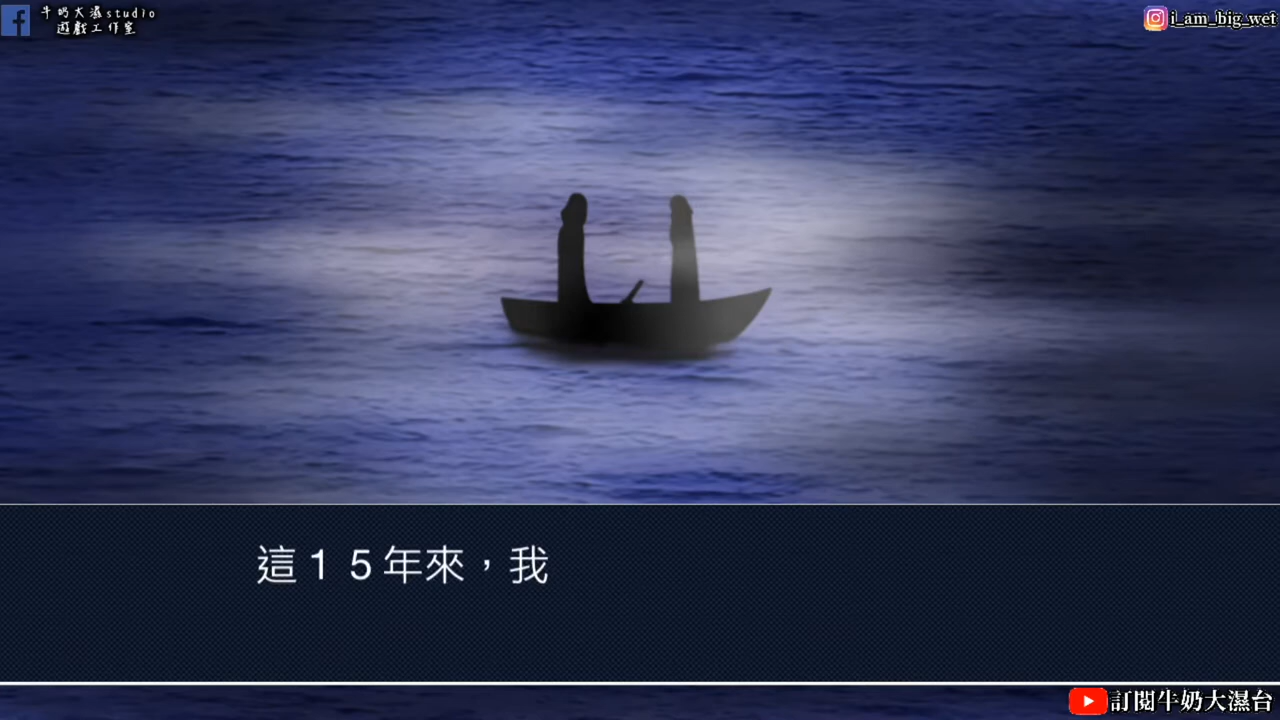 牛奶大濕studio
遊戲工作室
i_am_big_wet
這15年來，我
訂閱牛奶大濕台